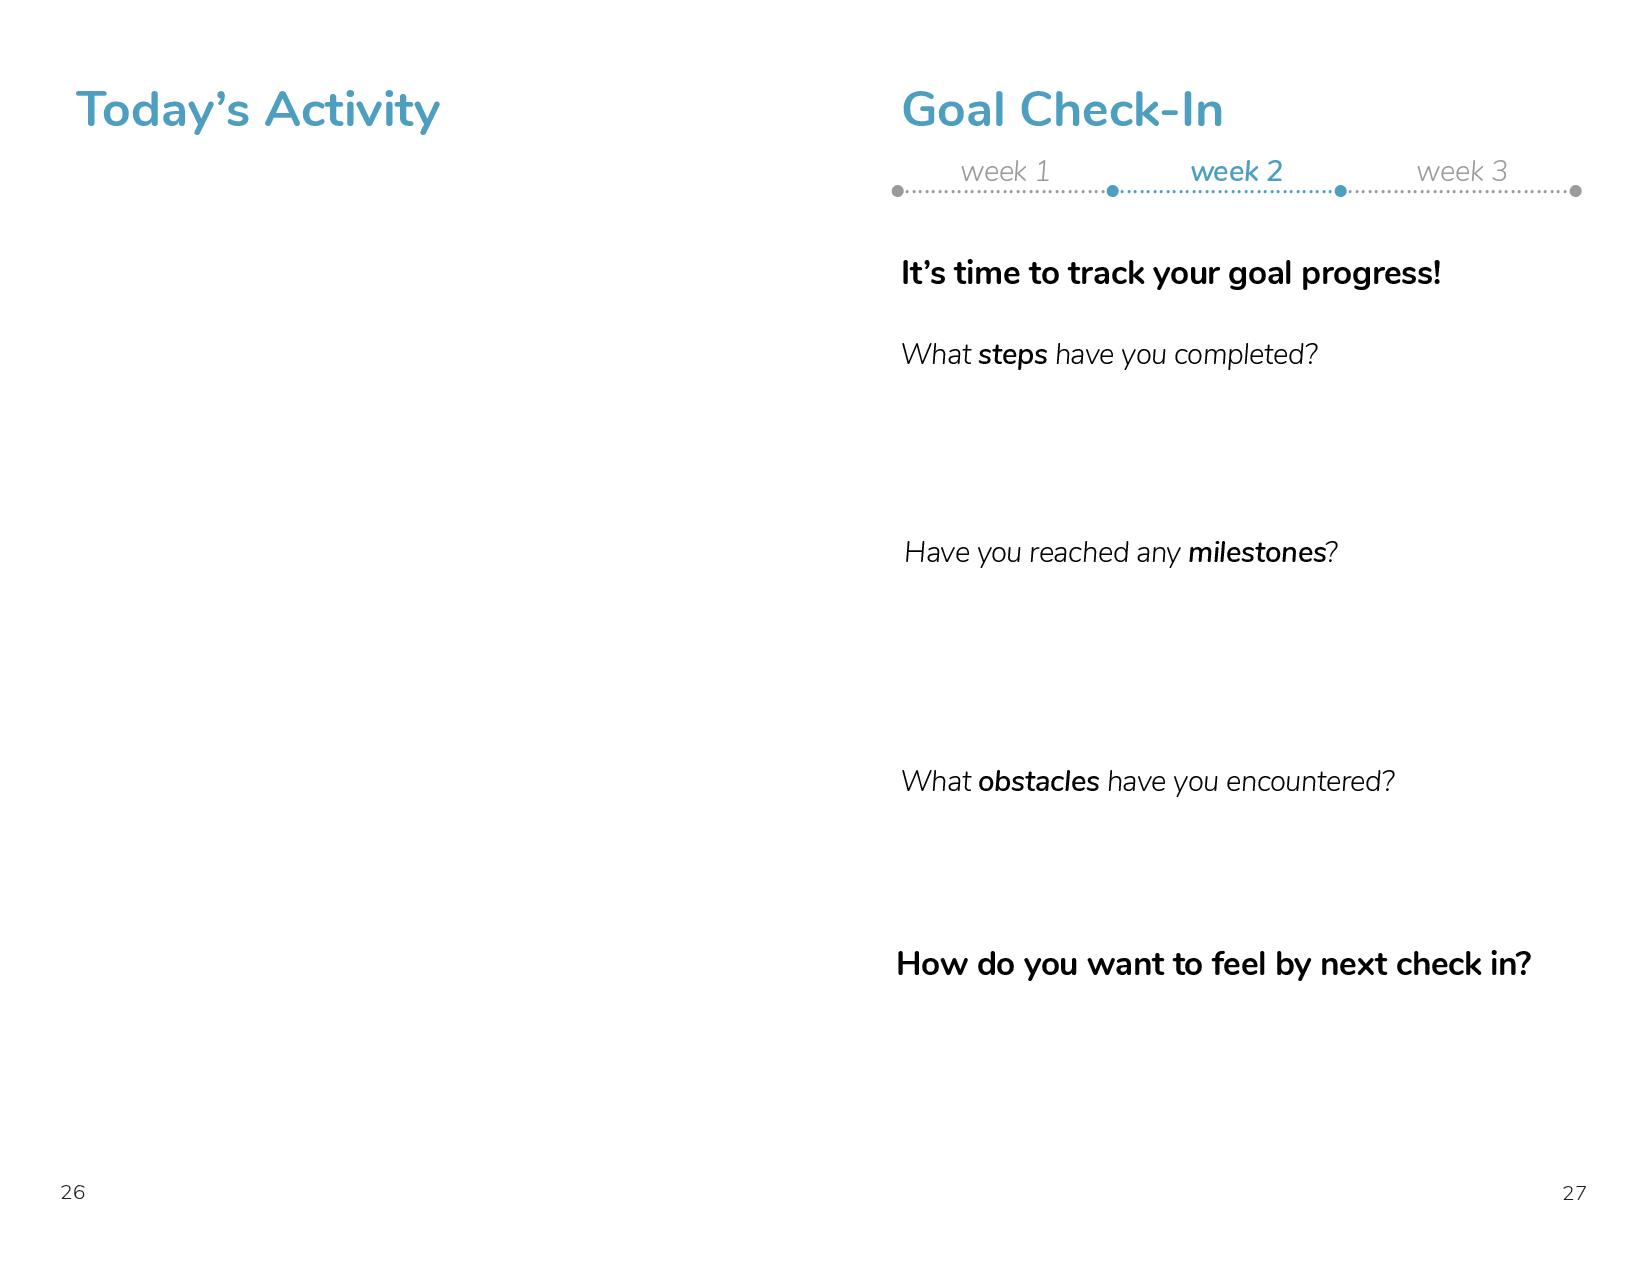 Today’s Activity
26
Goal Check-In
week 1 week 2 week 3
It’s time to track your goal progress!
What steps have you completed?
Have you reached any milestones?
What obstacles have you encountered?
How do you want to feel by next check in?
27